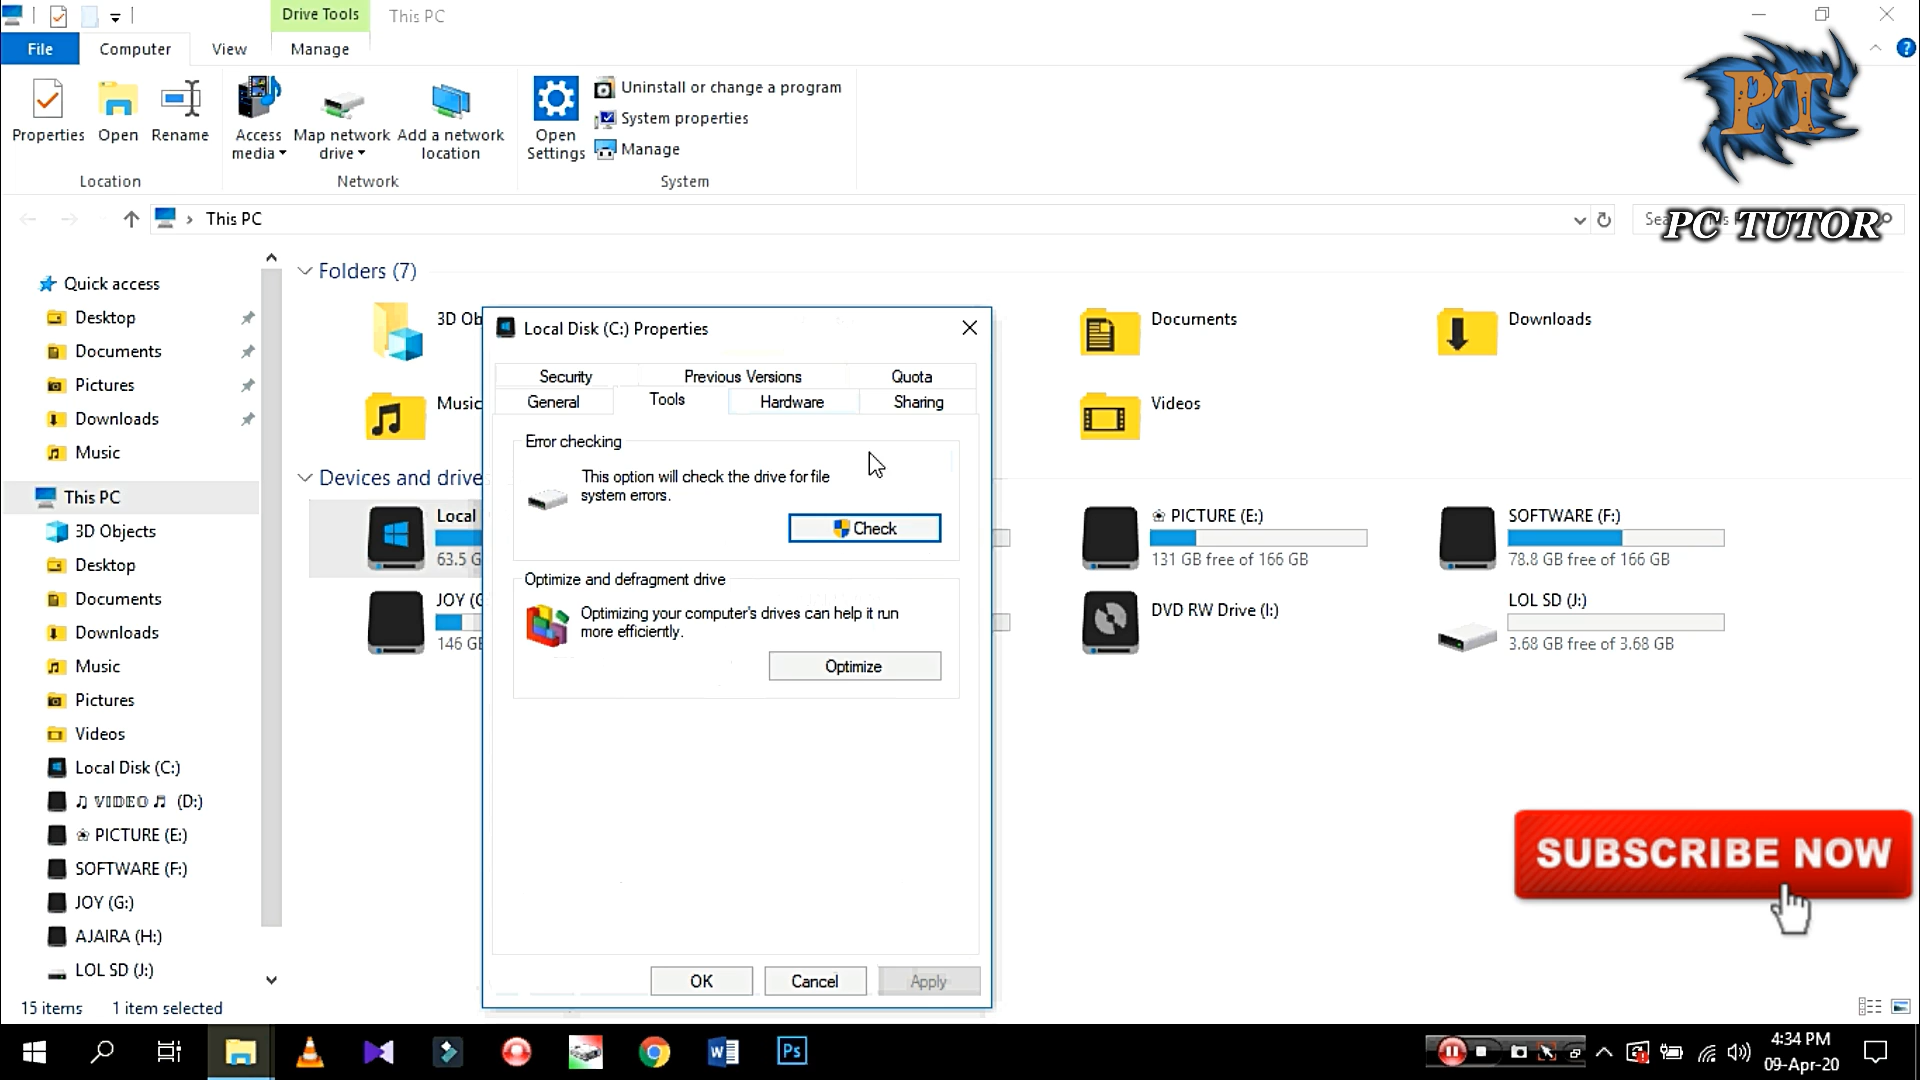 Drive Tools
This PC
File
Computer
View
Manage
Properties
Open
Rename
Access
media
Map network
drive
Add a network
location
Open
Settings
Uninstall or change a program
System properties
Manage
Location
Network
System
PT
This PC
PC TUTOR
Quick access
Desktop
Documents
Pictures
Downloads
Music
This PC
3D Objects
Desktop
Documents
Downloads
Music
Pictures
Videos
Local Disk (C:)
♫ 𝕍𝕀𝔻𝔼𝕆 ♬ (D:)
❀ PICTURE (E:)
SOFTWARE (F:)
JOY (G:)
AJAIRA (H:)
LOL SD (J:)
15 items
1 item selected
Folders (7)
3D Ob
Documents
Downloads
Music
Videos
Devices and drive
Local
63.5 G
❀ PICTURE (E:)
131 GB free of 166 GB
SOFTWARE (F:)
78.8 GB free of 166 GB
JOY (G
146 GB
DVD RW Drive (I:)
LOL SD (J:)
3.68 GB free of 3.68 GB
Local Disk (C:) Properties
Security
Previous Versions
Quota
General
Tools
Hardware
Sharing
Error checking
This option will check the drive for file
system errors.
Check
Optimize and defragment drive
Optimizing your computer's drives can help it run
more efficiently.
Optimize
OK
Cancel
Apply
SUBSCRIBE NOW
Ps
4:34 PM
09-Apr-20